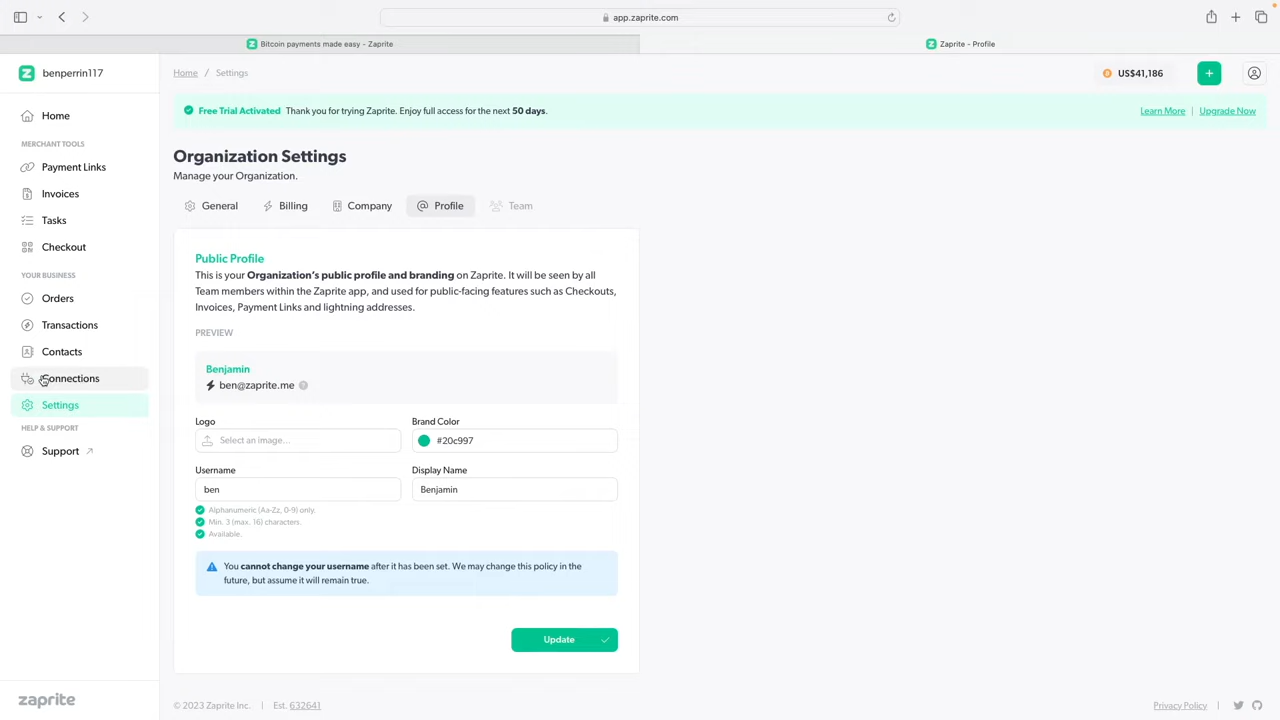 app.zaprite.com
Bitcoin payments made easy - Zaprite
Zaprite - Profile
benperrin117
Home / Settings
US$41,186
Free Trial Activated Thank you for trying Zaprite. Enjoy full access for the next 50 days.
Learn More | Upgrade Now
Home
MERCHANT TOOLS
Payment Links
Invoices
Tasks
Checkout
YOUR BUSINESS
Orders
Transactions
Contacts
Connections
Settings
HELP & SUPPORT
Support
zaprite
Organization Settings
Manage your Organization.
General
Billing
Company
Profile
Team
Public Profile
This is your Organization's public profile and branding on Zaprite. It will be seen by all
Team members within the Zaprite app, and used for public-facing features such as Checkouts,
Invoices, Payment Links and lightning addresses.
PREVIEW
Benjamin
ben@zaprite.me
Logo
Select an image...
Brand Color
#20c997
Username
ben
Display Name
Benjamin
Alphanumeric (Aa-Zz, 0-9) only.
Min. 3 (max. 16) characters.
Available.
You cannot change your username after it has been set. We may change this policy in the
future, but assume it will remain true.
Update
© 2023 Zaprite Inc. | Est. 632641
Privacy Policy |